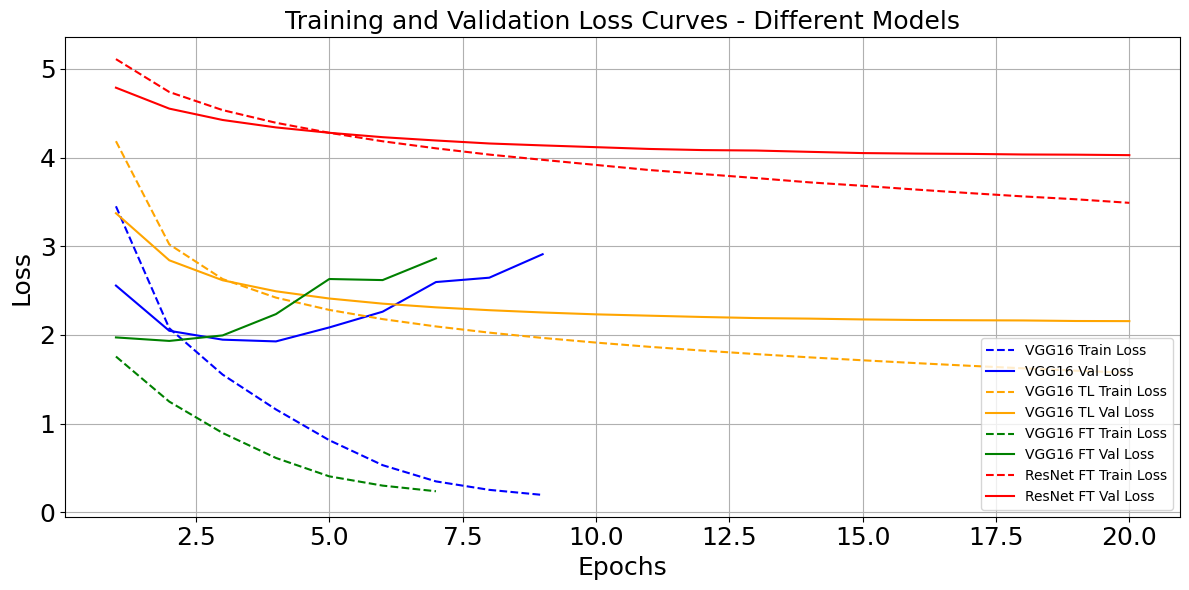 Training and Validation Loss Curves - Different Models
Loss
5
4
3
2
1
0
VGG16 Train Loss
VGG16 Val Loss
VGG16 TL Train Loss
VGG16 TL Val Loss
VGG16 FT Train Loss
VGG16 FT Val Loss
ResNet FT Train Loss
ResNet FT Val Loss
2.5 5.0 7.5 10.0 12.5 15.0 17.5 20.0
Epochs